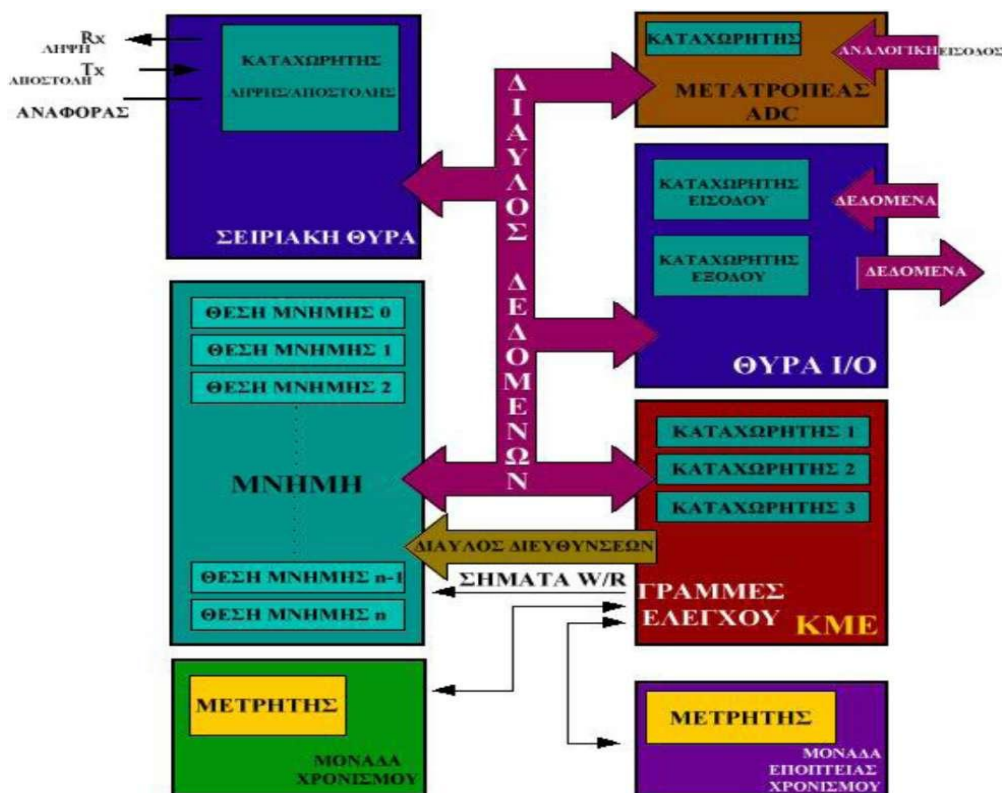 Rx
ΛΗΨΗ
Tx
ΑΠΟΣΤΟΛΗ
ΑΝΑΦΟΡΑΣ
ΚΑΤΑΧΩΡΗΤΗΣ
ΛΗΨΗΣ/ΑΠΟΣΤΟΛΗΣ
ΣΕΙΡΙΑΚΗ ΘΥΡΑ
ΔΙΑΥΛΟΣ ΔΕΔΟΜΕΝΩΝ
ΚΑΤΑΧΩΡΗΤΗΣ
ΑΝΑΛΟΓΙΚΗ ΕΙΣΟΔΟΣ
ΜΕΤΑΤΡΟΠΕΑΣ
ADC
ΚΑΤΑΧΩΡΗΤΗΣ
ΕΙΣΟΔΟΥ
ΔΕΔΟΜΕΝΑ
ΚΑΤΑΧΩΡΗΤΗΣ
ΕΞΟΔΟΥ
ΔΕΔΟΜΕΝΑ
ΘΥΡΑ I/O
ΘΕΣΗ ΜΝΗΜΗΣ 0
ΘΕΣΗ ΜΝΗΜΗΣ 1
ΘΕΣΗ ΜΝΗΜΗΣ 2
ΜΝΗΜΗ
ΘΕΣΗ ΜΝΗΜΗΣ n-1
ΘΕΣΗ ΜΝΗΜΗΣ n
ΚΑΤΑΧΩΡΗΤΗΣ 1
ΚΑΤΑΧΩΡΗΤΗΣ 2
ΚΑΤΑΧΩΡΗΤΗΣ 3
ΔΙΑΥΛΟΣ ΔΙΕΥΘΥΝΣΕΩΝ
ΣΗΜΑΤΑ W/R
ΓΡΑΜΜΕΣ
ΕΛΕΓΧΟΥ
ΚΜΕ
ΜΕΤΡΗΤΗΣ
ΜΟΝΑΔΑ
ΧΡΟΝΙΣΜΟΥ
ΜΕΤΡΗΤΗΣ
ΜΟΝΑΔΑ
ΕΠΟΠΤΕΙΑΣ
ΧΡΟΝΙΣΜΟΥ